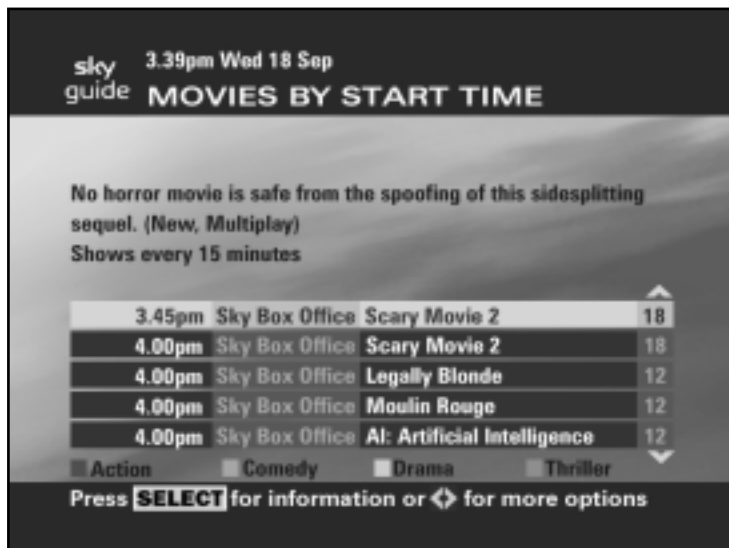 sky guide
3.39pm Wed 18 Sep
MOVIES BY START TIME
No horror movie is safe from the spoofing of this sidesplitting
sequel. (New, Multiplay)
Shows every 15 minutes
3.45pm Sky Box Office Scary Movie 2 18
4.00pm Sky Box Office Scary Movie 2 18
4.00pm Sky Box Office Legally Blonde 12
4.00pm Sky Box Office Moulin Rouge 12
4.00pm Sky Box Office AI: Artificial Intelligence 12
Action Comedy Drama Thriller
Press SELECT for information or for more options